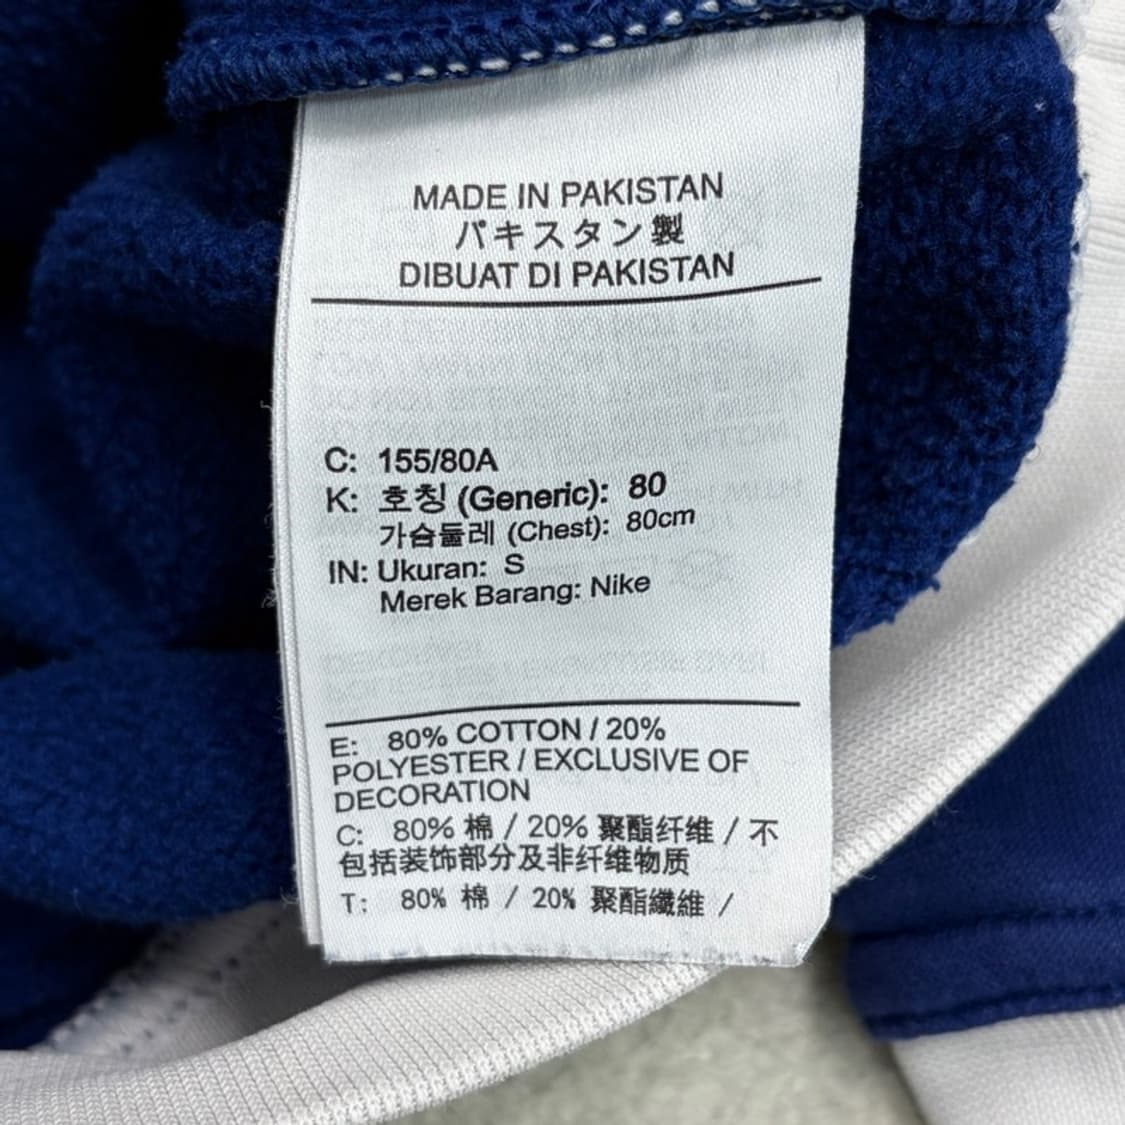 MADE IN PAKISTAN
パキスタン製
DIBUAT DI PAKISTAN
C: 155/80A
K: 호칭 (Generic): 80
가슴둘레 (Chest): 80cm
IN: Ukuran: S
Merek Barang: Nike
E: 80% COTTON / 20%
POLYESTER / EXCLUSIVE OF
DECORATION
C: 80% 棉 / 20% 聚酯纤维 / 不
包括装饰部分及非纤维物质
T: 80% 棉 / 20% 聚酯纖維 /